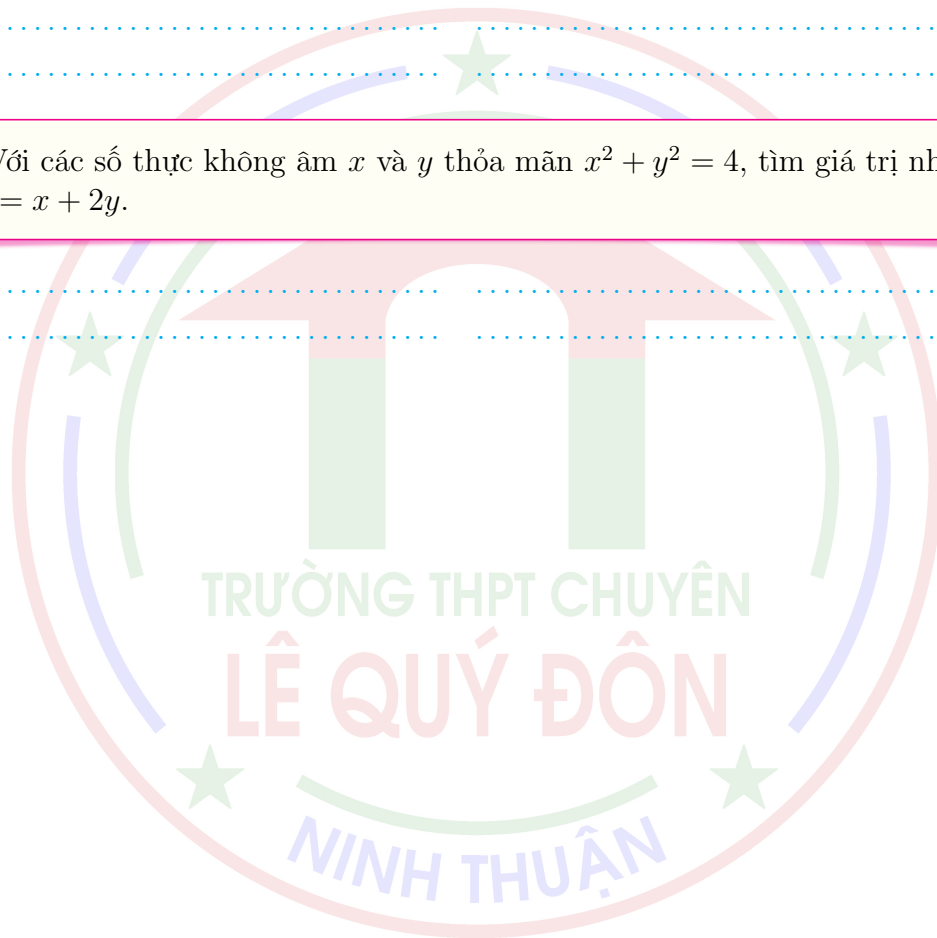 Với các số thực không âm x và y thỏa mãn x² + y² = 4, tìm giá trị nh
= x + 2y.
TRƯỜNG THPT CHUYÊN
LÊ QUÝ ĐÔN
NINH THUẬN